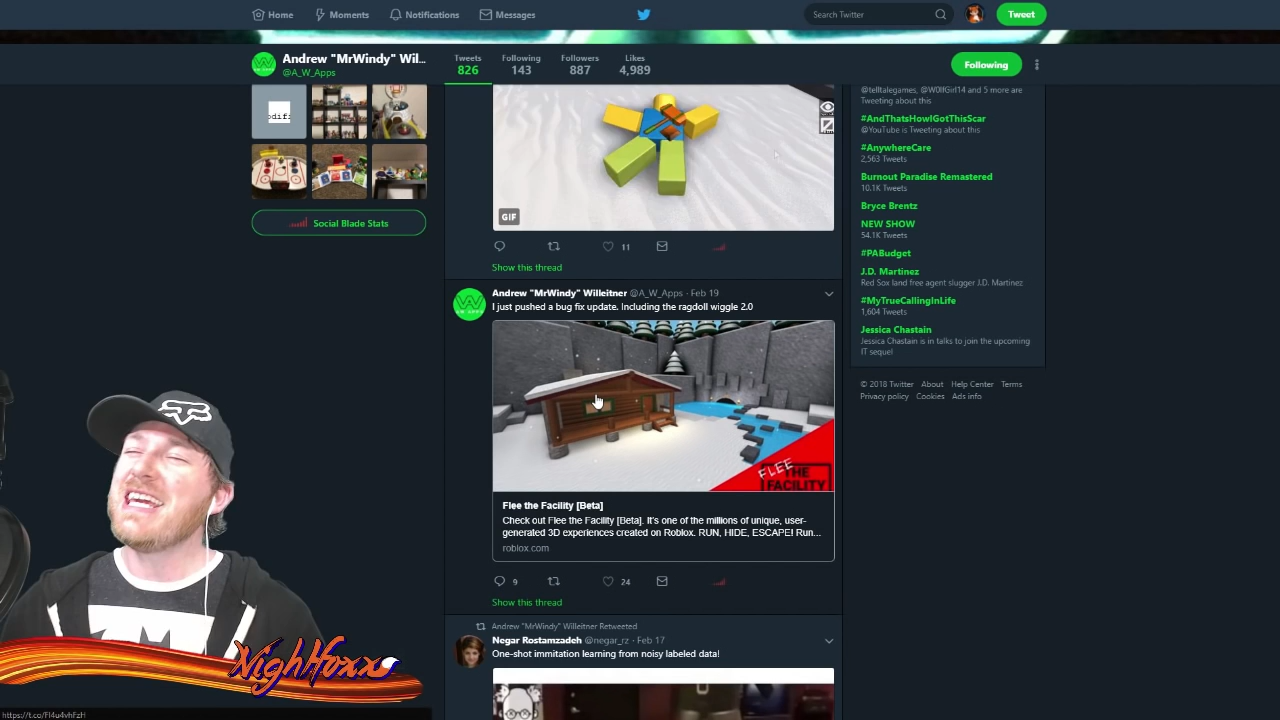 Home
Moments
Notifications
Messages
Search Twitter
Tweet
Andrew "MrWindy" Wil...
@A_W_Apps
Tweets
826
Following
143
Followers
887
Likes
4,989
Following
Social Blade Stats
GIF
11
Show this thread
Andrew "MrWindy" Willeitner @A_W_Apps · Feb 19
I just pushed a bug fix update. Including the ragdoll wiggle 2.0
FLEE
THE
FACILITY
Flee the Facility [Beta]
Check out Flee the Facility [Beta]. It's one of the millions of unique, user-
generated 3D experiences created on Roblox. RUN, HIDE, ESCAPE! Run...
roblox.com
9
24
Show this thread
Andrew "MrWindy" Willeitner Retweeted
Negar Rostamzadeh @negar_rz · Feb 17
One-shot immitation learning from noisy labeled data!
@telltalegames, @W0lfGirl14 and 5 more are
Tweeting about this
#AndThatsHowIGotThisScar
@YouTube is Tweeting about this
#AnywhereCare
2,563 Tweets
Burnout Paradise Remastered
10.1K Tweets
Bryce Brentz
NEW SHOW
54.1K Tweets
#PABudget
J.D. Martinez
Red Sox land free agent slugger J.D. Martinez
#MyTrueCallingInLife
1,604 Tweets
Jessica Chastain
Jessica Chastain is in talks to join the upcoming
IT sequel
© 2018 Twitter About Help Center Terms
Privacy policy Cookies Ads info
NighFoxx